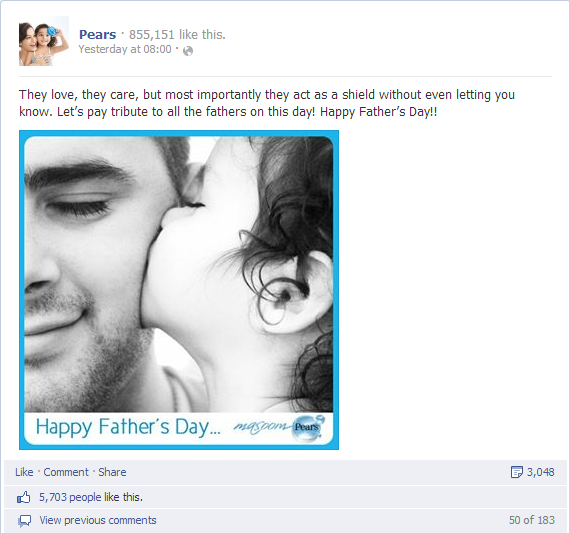 Pears · 855,151 like this.
Yesterday at 08:00 ·
They love, they care, but most importantly they act as a shield without even letting you
know. Let’s pay tribute to all the fathers on this day! Happy Father’s Day!!
Happy Father's Day... masoom Pears
Like · Comment · Share 3,048
5,703 people like this.
View previous comments 50 of 183